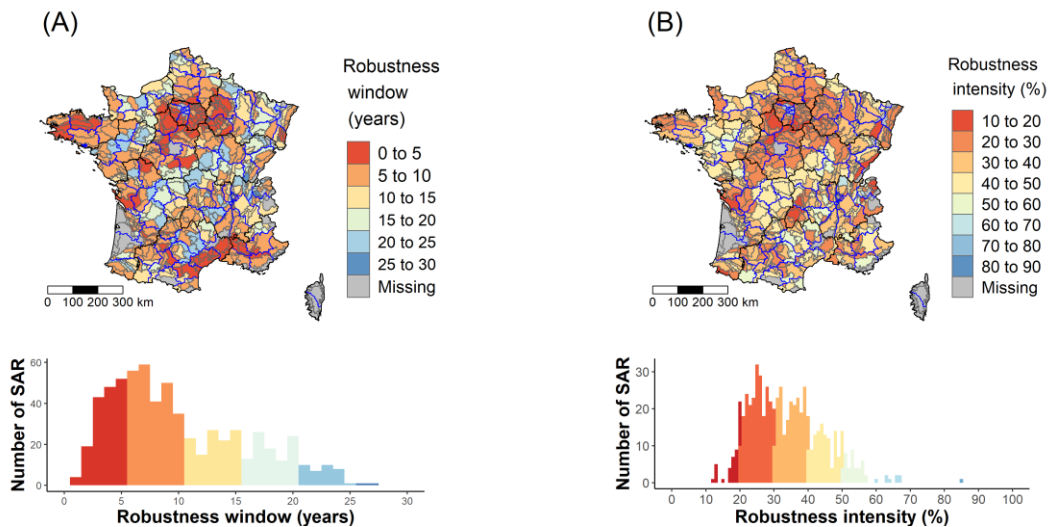 (A)
Robustness
window
(years)
0 to 5
5 to 10
10 to 15
15 to 20
20 to 25
25 to 30
Missing
0 100 200 300 km
Number of SAR
60
40
20
0
0 5 10 15 20 25 30
Robustness window (years)
(B)
Robustness
intensity (%)
10 to 20
20 to 30
30 to 40
40 to 50
50 to 60
60 to 70
70 to 80
80 to 90
Missing
0 100 200 300 km
Number of SAR
30
20
10
0
0 10 20 30 40 50 60 70 80 90 100
Robustness intensity (%)